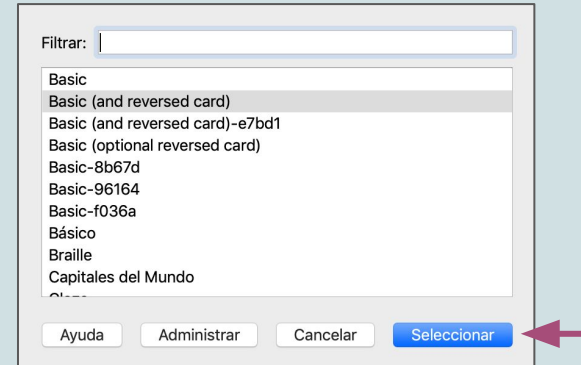 Filtrar:
Basic
Basic (and reversed card)
Basic (and reversed card)-e7bd1
Basic (optional reversed card)
Basic-8b67d
Basic-96164
Basic-f036a
Básico
Braille
Capitales del Mundo
Ayuda Administrar Cancelar Seleccionar